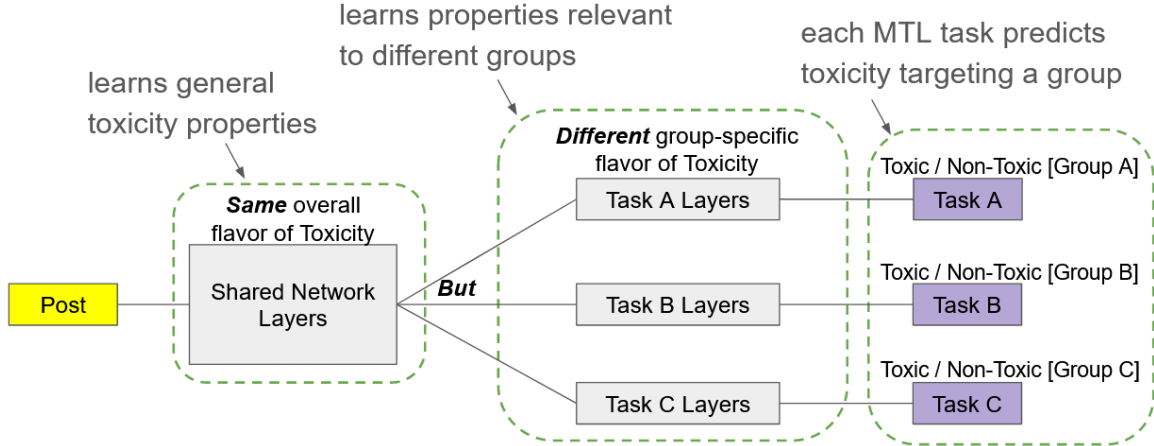 learns properties relevant
to different groups
each MTL task predicts
toxicity targeting a group
learns general
toxicity properties
Different group-specific
flavor of Toxicity
Toxic / Non-Toxic [Group A]
Task A Layers
Task A
Same overall
flavor of Toxicity
Post
Shared Network
Layers
But
Toxic / Non-Toxic [Group B]
Task B Layers
Task B
Toxic / Non-Toxic [Group C]
Task C Layers
Task C